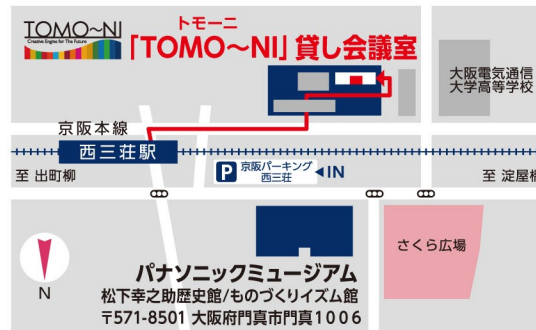 TOMO~NI
Creative Engine for The Future
トモーニ
「TOMO~NI」貸し会議室
大阪電気通信
大学高等学校
京阪本線
西三荘駅
P 京阪パーキング
西三荘
IN
至 出町柳
至 淀屋橋
さくら広場
N
パナソニックミュージアム
松下幸之助歴史館/ものづくりイズム館
〒571-8501 大阪府門真市門真1006